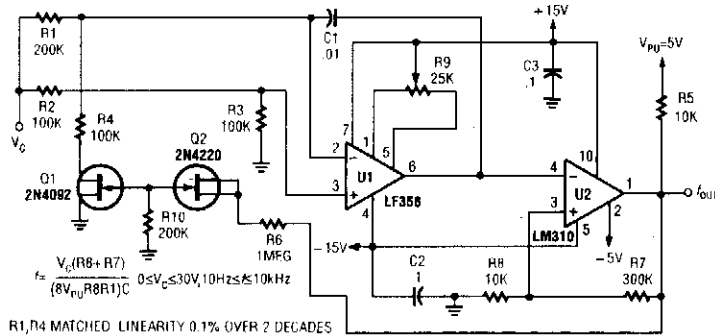 +15V
R1
200K
C1
.01
R9
25K
C3
.1
VPU=5V
R2
100K
R4
100K
R3
100K
R5
10K
VC
Q1
2N4092
Q2
2N4220
7
1
5
2
6
3
4
U1
LF356
10
4
1
3
2
5
U2
LM310
fOUT
R10
200K
R6
1MEG
-15V
-5V
C2
1
R8
10K
R7
300K
f= VC(R8+R7) / (8VPUR8R1)C 0≤VC≤30V, 10Hz≤f≤10kHz
R1,R4 MATCHED LINEARITY 0.1% OVER 2 DECADES